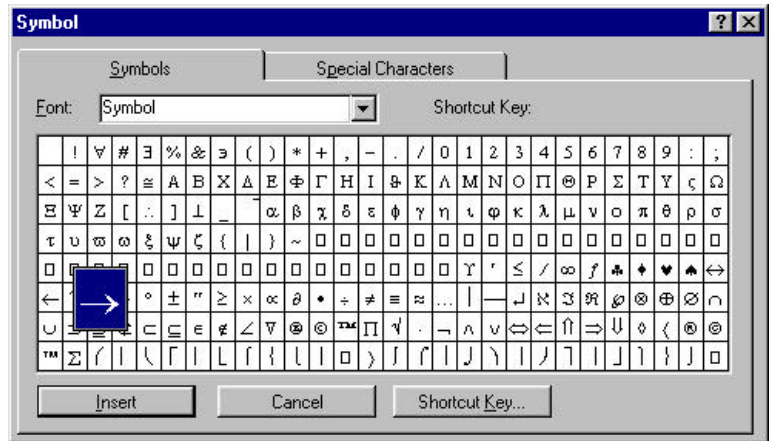 Symbol
Symbols Special Characters
Font: Symbol Shortcut Key:
! ∀ # ∃ % & ϶ ( ) * + , − . / 0 1 2 3 4 5 6 7 8 9 : ;
< = > ? ≅ Α Β Χ Δ Ε Φ Γ Η Ι ϑ Κ Λ Μ Ν Ο Π Θ Ρ Σ Τ Υ ς Ω
Ξ Ψ Ζ [ ∴ ] ⊥ _ ‾ α β χ δ ε ϕ γ η ι φ κ λ μ ν ο π θ ρ σ
τ υ ϖ ω ξ ψ ζ { | } ~ □ □ □ □ □ □ □ □ □ □ □ □ □ □ □ □ □
□ □ □ □ □ □ □ □ □ □ □ □ □ □ □ □ □ ϒ ′ ≤ ⁄ ∞ ƒ ♣ ♦ ♥ ♠ ↔
← → ° ± ″ ≥ × ∝ ∂ • ÷ ≠ ≡ ≈ … | — ↵ ℵ ℑ ℜ ℘ ⊗ ⊕ ∅ ∩
∪ ⊂ ⊆ ∈ ∉ ∠ ∇ ® © ™ ∏ √ ⋅ ¬ ∧ ∨ ⇔ ⇐ ⇑ ⇒ ⇓ ◊ 〈 ® ©
™ ∑ ⎛ ⎜ ⎝ ⎡ ⎢ ⎣ ⎧ ⎨ ⎩ ⎪ □ 〉 ∫ ⌠ ⎮ ⌡ ⎞ ⎟ ⎠ ⎤ ⎥ ⎦ ⎫ ⎬ ⎭ □
Insert Cancel Shortcut Key...